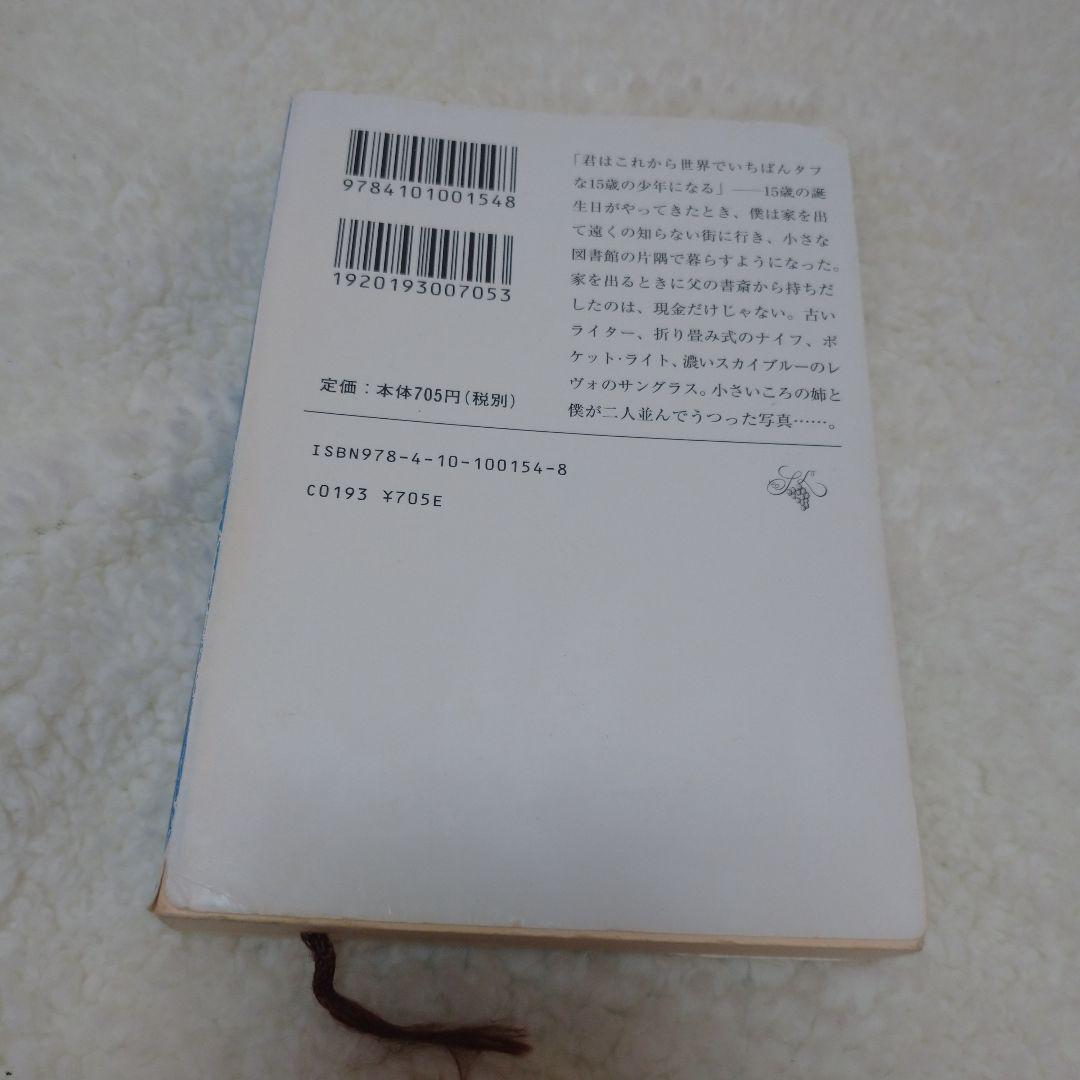 9784101001548
1920193007053
定価：本体705円(税別)
「君はこれから世界でいちばんタフ
な15歳の少年になる」――15歳の誕
生日がやってきたとき、僕は家を出
て遠くの知らない街に行き、小さな
図書館の片隅で暮らすようになった。
家を出るときに父の書斎から持ちだ
したのは、現金だけじゃない。古い
ライター、折り畳み式のナイフ、ポ
ケット・ライト、濃いスカイブルーのレ
ヴォのサングラス。小さいころの姉と
僕が二人並んでうつった写真……。
ISBN978-4-10-100154-8
C0193 ¥705E